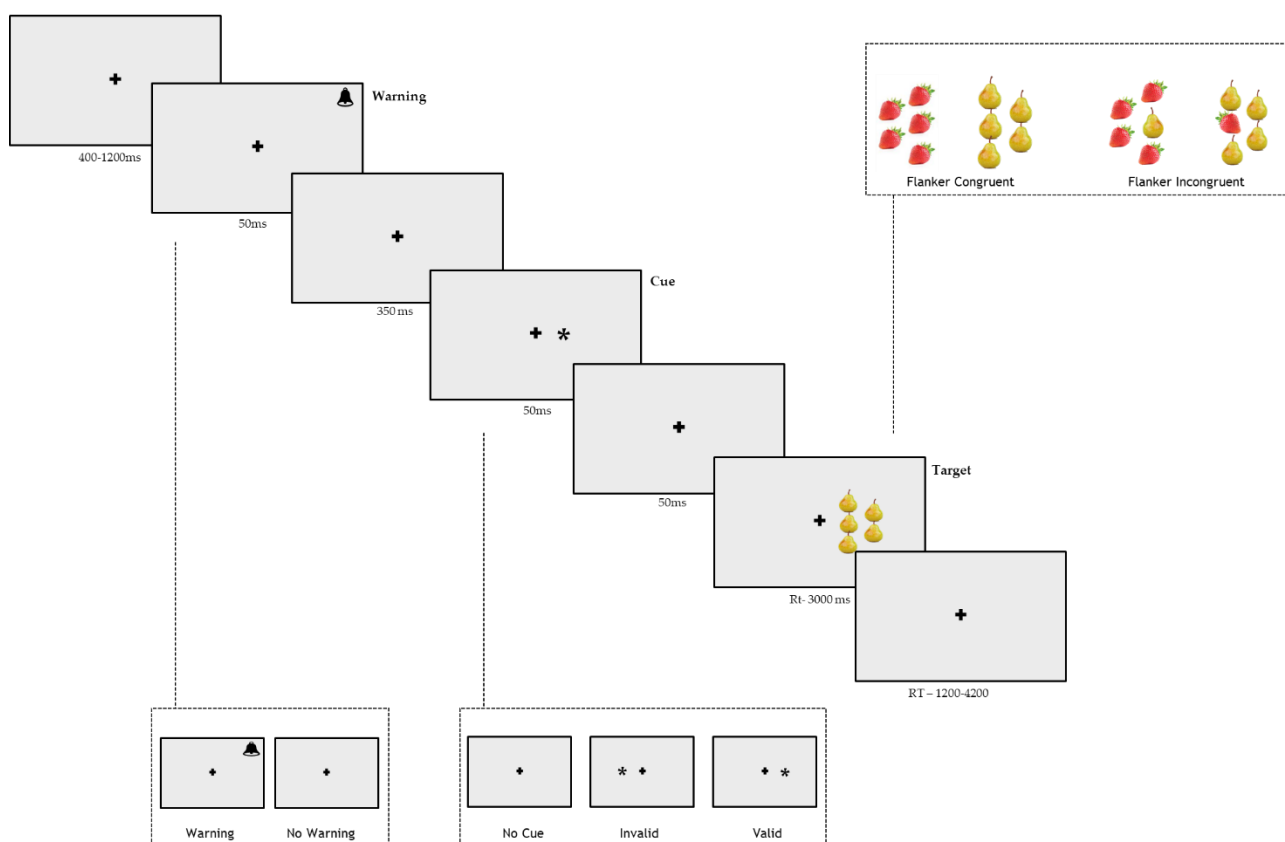 Warning
400-1200ms
Flanker Congruent
Flanker Incongruent
50ms
350 ms
Cue
*
50ms
50ms
Target
Rt- 3000 ms
RT – 1200-4200
Warning
No Warning
*
*
No Cue
Invalid
Valid